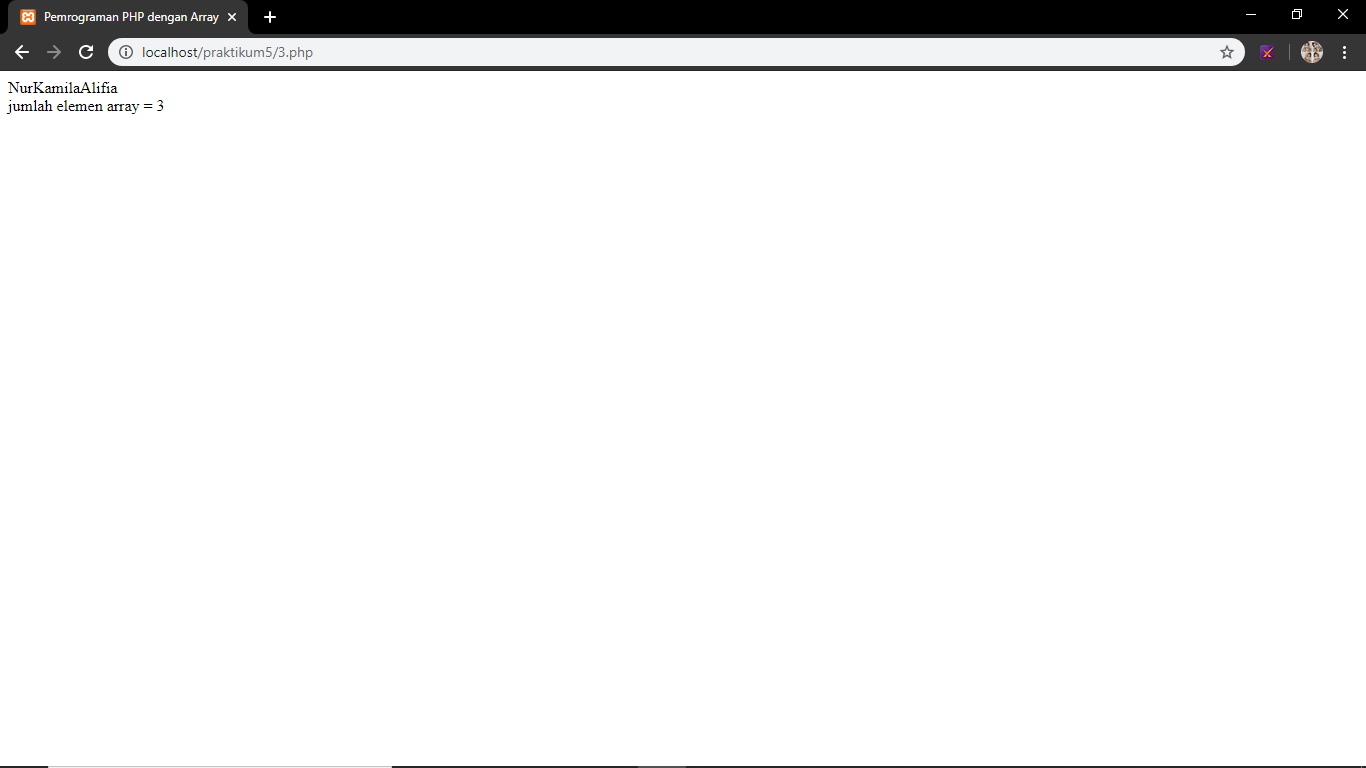 Pemrograman PHP dengan Array
localhost/praktikum5/3.php
NurKamilaAlifia
jumlah elemen array = 3